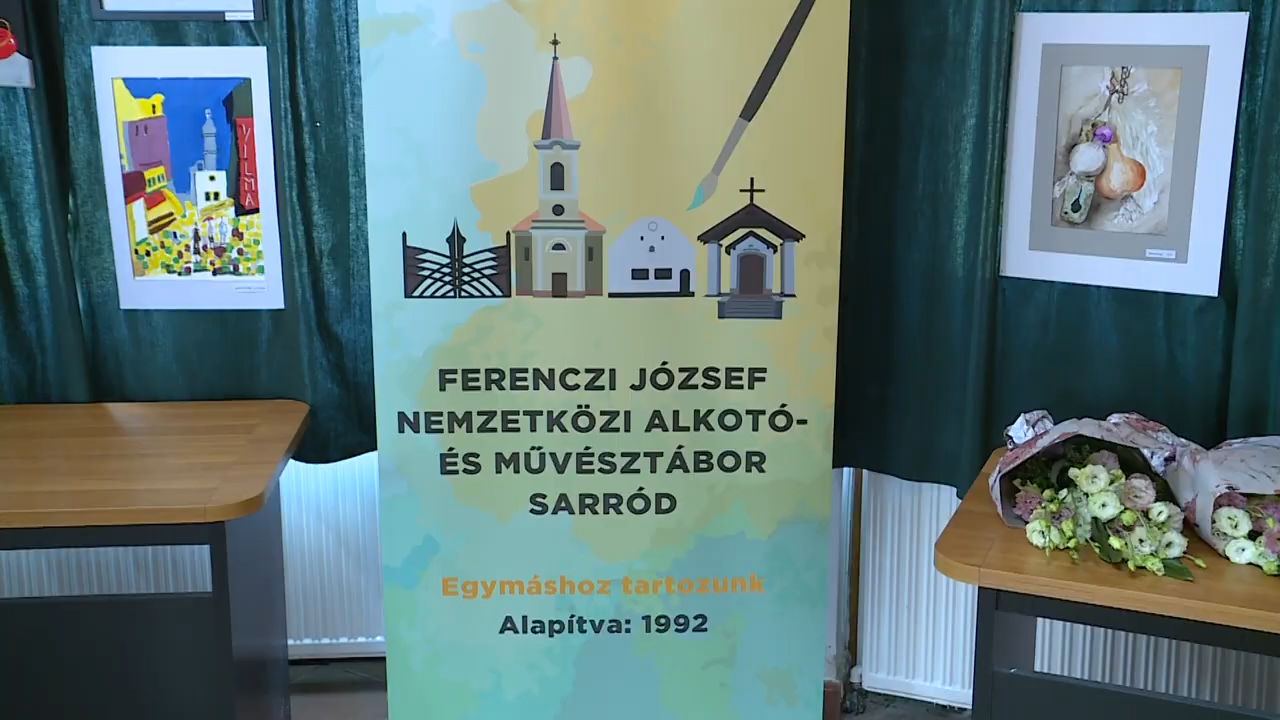 VILMA
FERENCZI JÓZSEF
NEMZETKÖZI ALKOTÓ-
ÉS MŰVÉSZTÁBOR
SARRÓD
Egymáshoz tartozunk
Alapítva: 1992